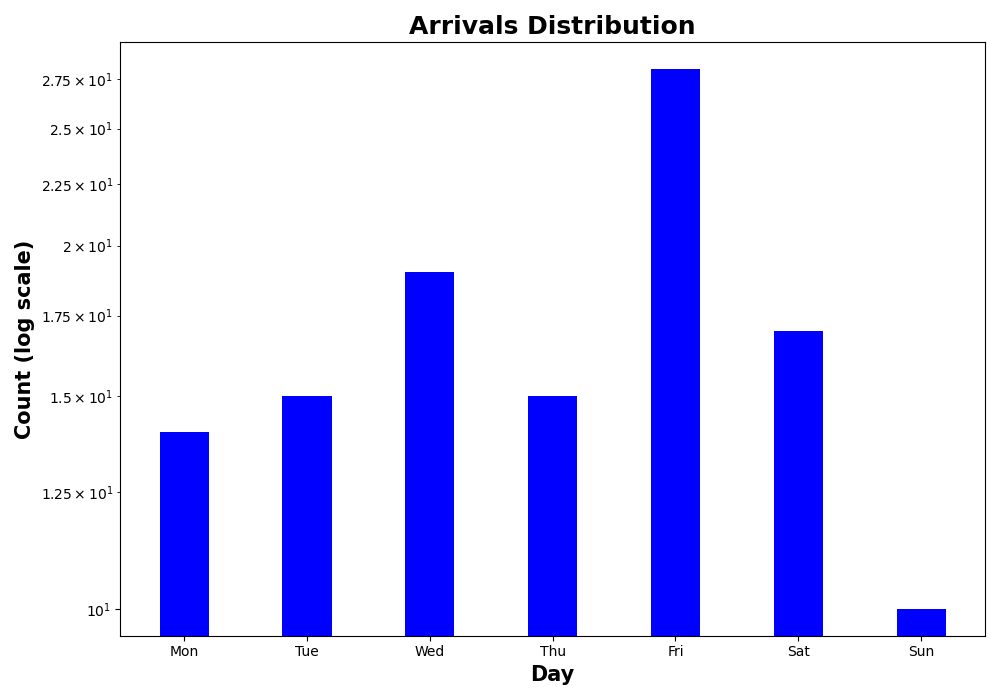 Arrivals Distribution
Count (log scale)
2.75 × 10¹
2.5 × 10¹
2.25 × 10¹
2 × 10¹
1.75 × 10¹
1.5 × 10¹
1.25 × 10¹
10¹
Mon Tue Wed Thu Fri Sat Sun
Day